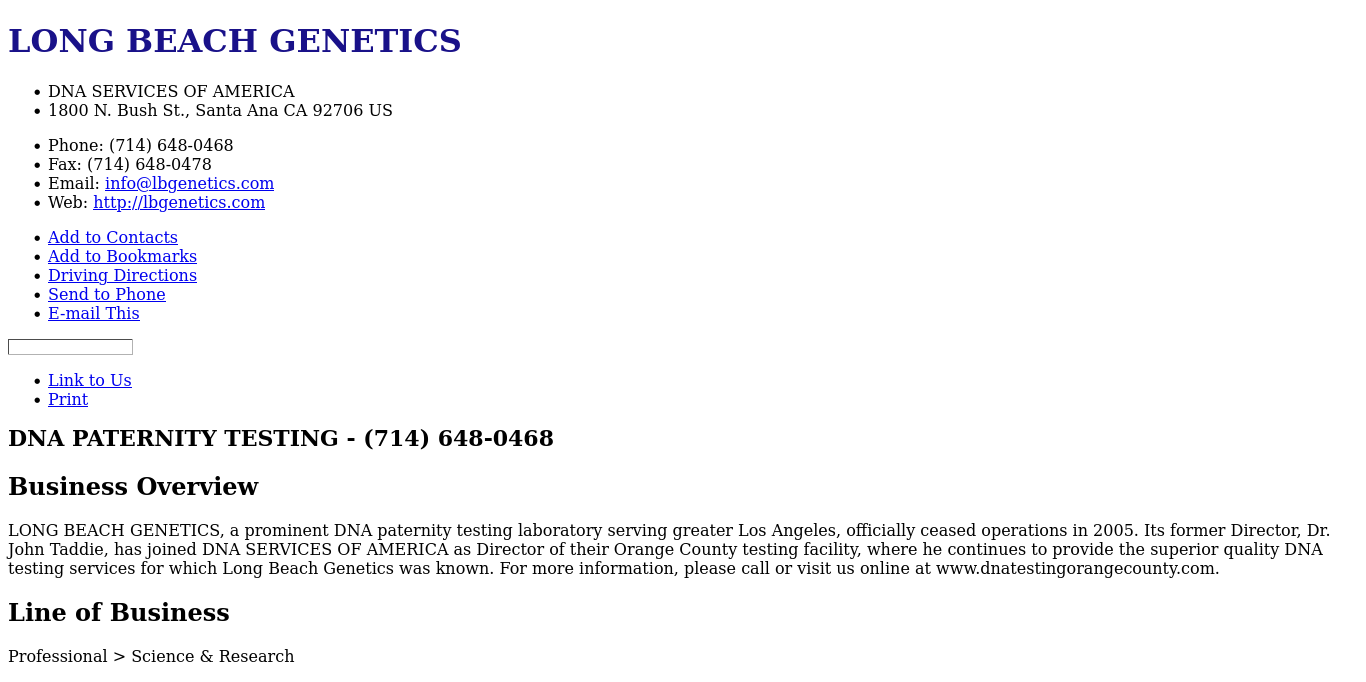 LONG BEACH GENETICS
DNA SERVICES OF AMERICA
1800 N. Bush St., Santa Ana CA 92706 US
Phone: (714) 648-0468
Fax: (714) 648-0478
Email: info@lbgenetics.com
Web: http://lbgenetics.com
Add to Contacts
Add to Bookmarks
Driving Directions
Send to Phone
E-mail This
Link to Us
Print
DNA PATERNITY TESTING - (714) 648-0468
Business Overview
LONG BEACH GENETICS, a prominent DNA paternity testing laboratory serving greater Los Angeles, officially ceased operations in 2005. Its former Director, Dr.
John Taddie, has joined DNA SERVICES OF AMERICA as Director of their Orange County testing facility, where he continues to provide the superior quality DNA
testing services for which Long Beach Genetics was known. For more information, please call or visit us online at www.dnatestingorangecounty.com.
Line of Business
Professional > Science & Research